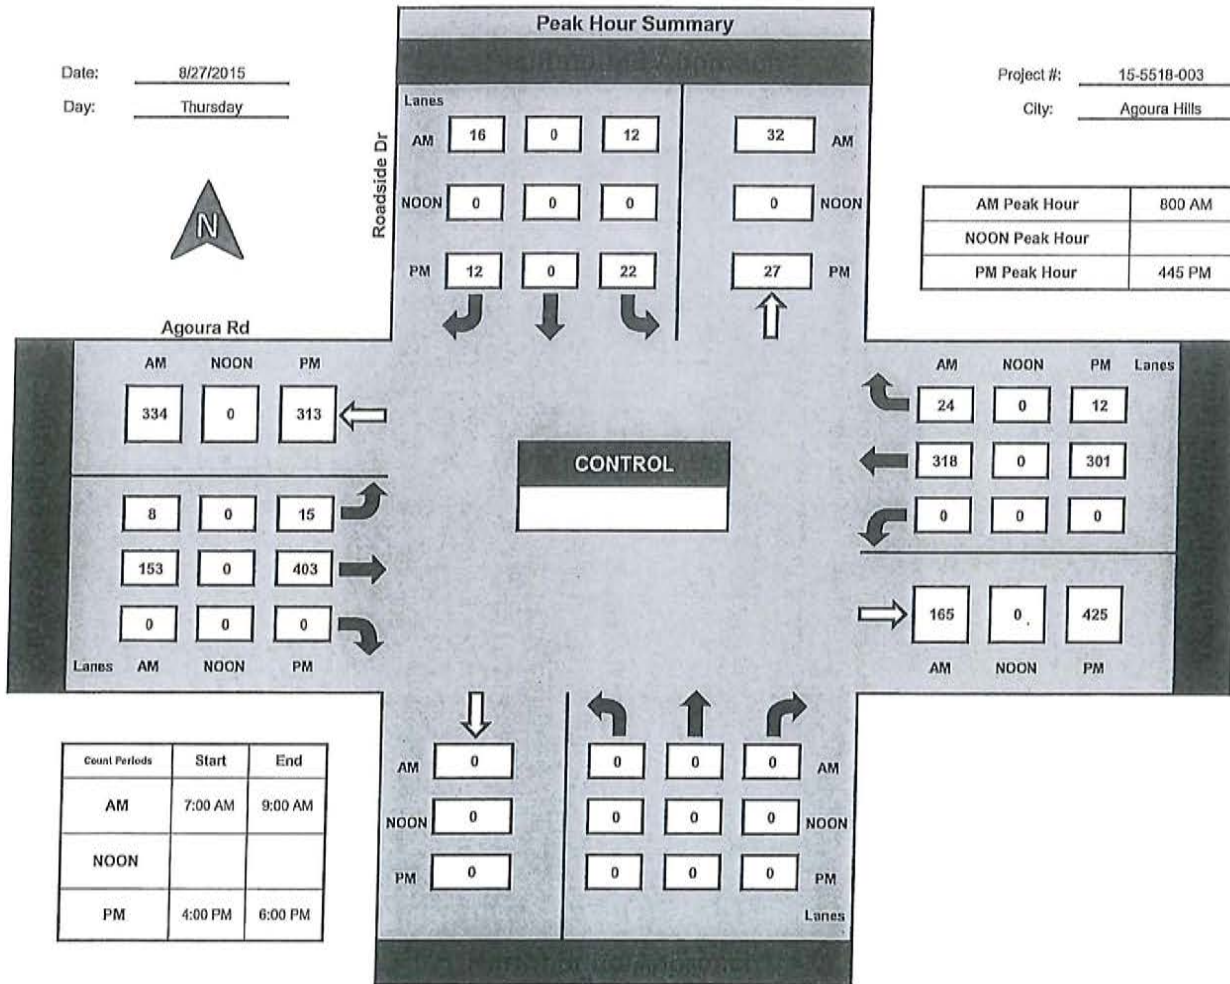 Peak Hour Summary
Date: 8/27/2015
Day: Thursday
Project #: 15-5518-003
City: Agoura Hills
N
Roadside Dr
Lanes
AM 16 0 12 32 AM
NOON 0 0 0 0 NOON
PM 12 0 22 27 PM
AM Peak Hour 800 AM
NOON Peak Hour
PM Peak Hour 445 PM
Agoura Rd
AM NOON PM
334 0 313
8 0 15
153 0 403
0 0 0
Lanes AM NOON PM
CONTROL
AM NOON PM Lanes
24 0 12
318 0 301
0 0 0
165 0 425
AM NOON PM
Count Periods Start End
AM 7:00 AM 9:00 AM
NOON
PM 4:00 PM 6:00 PM
AM 0 0 0 0 AM
NOON 0 0 0 0 NOON
PM 0 0 0 0 PM
Lanes